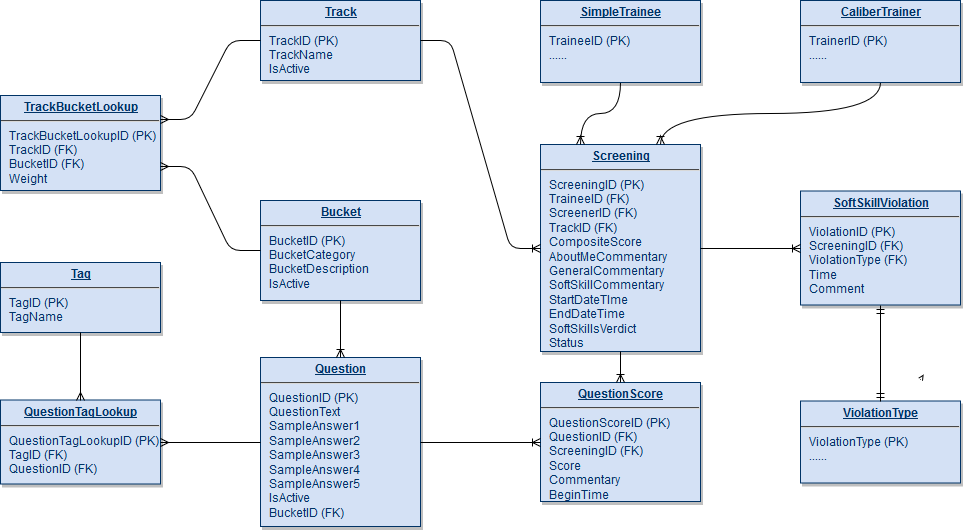 Track
TrackID (PK)
TrackName
IsActive
SimpleTrainee
TraineeID (PK)
......
CaliberTrainer
TrainerID (PK)
......
TrackBucketLookup
TrackBucketLookupID (PK)
TrackID (FK)
BucketID (FK)
Weight
Screening
ScreeningID (PK)
TraineeID (FK)
ScreenerID (FK)
TrackID (FK)
CompositeScore
AboutMeCommentary
GeneralCommentary
SoftSkillCommentary
StartDateTIme
EndDateTime
SoftSkillsVerdict
Status
SoftSkillViolation
ViolationID (PK)
ScreeningID (FK)
ViolationType (FK)
Time
Comment
Bucket
BucketID (PK)
BucketCategory
BucketDescription
IsActive
Tag
TagID (PK)
TagName
Question
QuestionID (PK)
QuestionText
SampleAnswer1
SampleAnswer2
SampleAnswer3
SampleAnswer4
SampleAnswer5
IsActive
BucketID (FK)
QuestionScore
QuestionScoreID (PK)
QuestionID (FK)
ScreeningID (FK)
Score
Commentary
BeginTime
QuestionTagLookup
QuestionTagLookupID (PK)
TagID (FK)
QuestionID (FK)
ViolationType
ViolationType (PK)
......